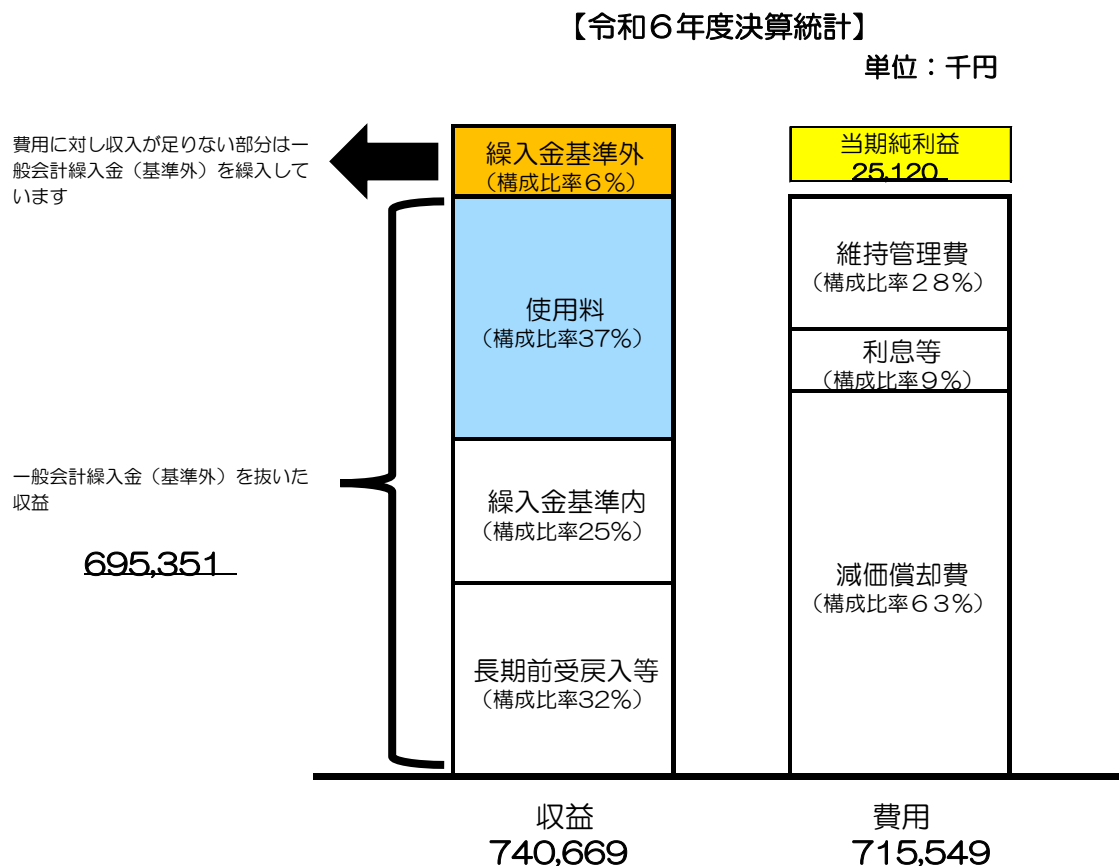 【令和６年度決算統計】
単位：千円
費用に対し収入が足りない部分は一
般会計繰入金（基準外）を繰入して
います
繰入金基準外
（構成比率６％）
当期純利益
25,120
使用料
（構成比率37％）
維持管理費
（構成比率２８％）
利息等
（構成比率９％）
一般会計繰入金（基準外）を抜いた
収益
695,351
繰入金基準内
（構成比率25％）
減価償却費
（構成比率６３％）
長期前受戻入等
（構成比率32％）
収益
740,669
費用
715,549